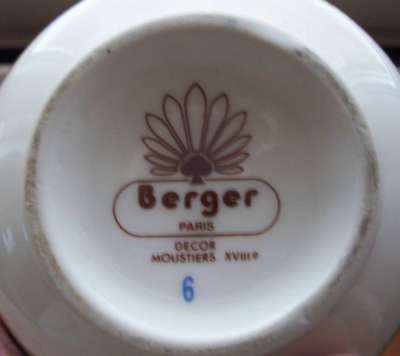 Berger
PARIS
DECOR
MOUSTIERS XVIIIe
6